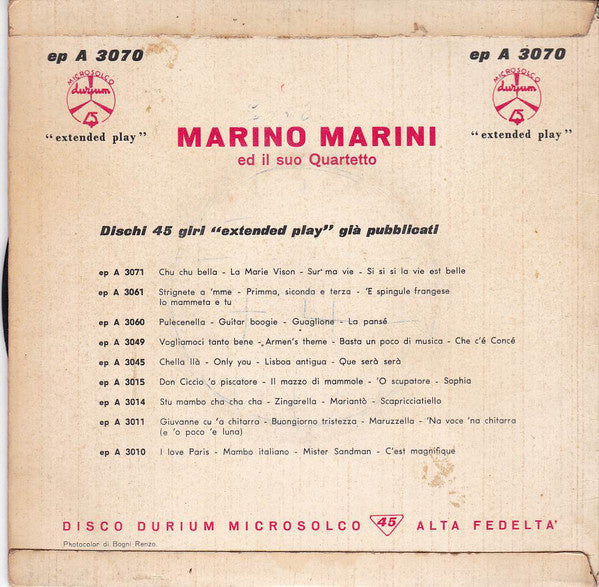 ep A 3070
ep A 3070
MICROSOLCO
durium
45
MICROSOLCO
durium
45
"extended play"
"extended play"
MARINO MARINI
ed il suo Quartetto
Dischi 45 giri "extended play" già pubblicati
ep A 3071 Chu chu bella - La Marie Vison - Sur ma vie - Si si si la vie est belle
ep A 3061 Strignete a 'mme - Primma, siconda e terza - 'E spingule frangese
lo mammeta e tu
ep A 3060 Pulecenella - Guitar boogie - Guaglione - La pansé
ep A 3049 Vogliamoci tanto bene - Armen's theme - Basta un poco di musica - Che c'é Concé
ep A 3045 Chella llà - Only you - Lisboa antigua - Que serà serà
ep A 3015 Don Ciccio 'o piscatore - Il mazzo di mammole - 'O scupatore - Sophia
ep A 3014 Stu mambo cha cha cha - Zingarella - Mariantò - Scapricciatiello
ep A 3011 Giuvanne cu 'a chitarra - Buongiorno tristezza - Maruzzella - 'Na voce 'na chitarra
(e 'o poco 'e luna)
ep A 3010 I love Paris - Mambo italiano - Mister Sandman - C'est magnifique
DISCO DURIUM MICROSOLCO 45 ALTA FEDELTA'
Photocolor di Bogni Renzo.